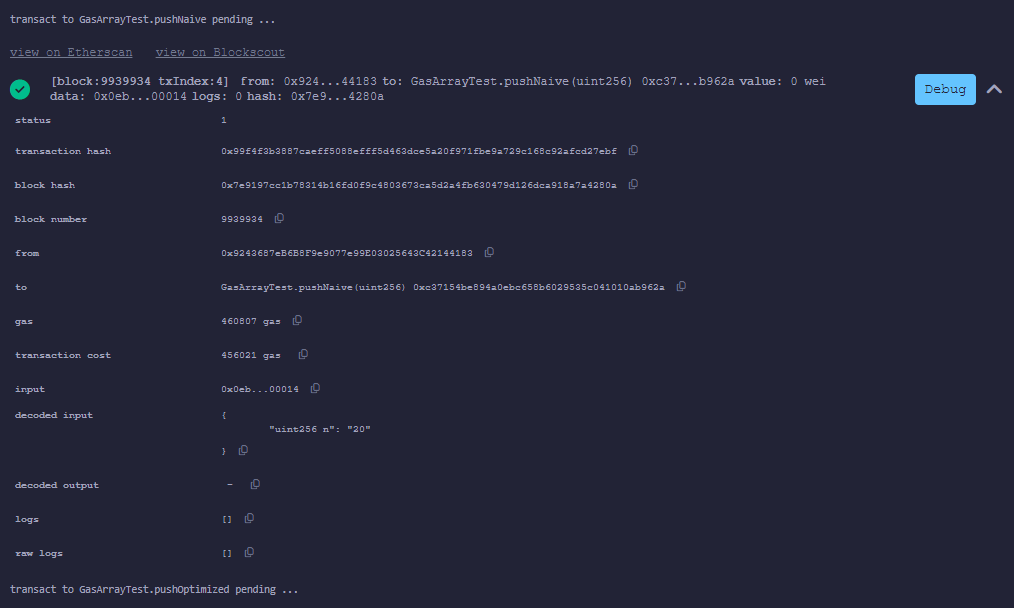 transact to GasArrayTest.pushNaive pending ...
view on Etherscan view on Blockscout
[block:9939934 txIndex:4] from: 0x924...44183 to: GasArrayTest.pushNaive(uint256) 0xc37...b962a value: 0 wei
data: 0x0eb...00014 logs: 0 hash: 0x7e9...4280a
Debug
status 1
transaction hash 0x99f4f3b3887caeff5088efff5d463dce5a20f971fbe9a729c168c92afcd27ebf
block hash 0x7e9197cc1b78314b16fd0f9c4803673ca5d2a4fb630479d126dca918a7a4280a
block number 9939934
from 0x9243687eB6B8F9e9077e99E03025643C42144183
to GasArrayTest.pushNaive(uint256) 0xc37154be894a0ebc658b6029535c041010ab962a
gas 460807 gas
transaction cost 456021 gas
input 0x0eb...00014
decoded input {
"uint256 n": "20"
}
decoded output -
logs []
raw logs []
transact to GasArrayTest.pushOptimized pending ...